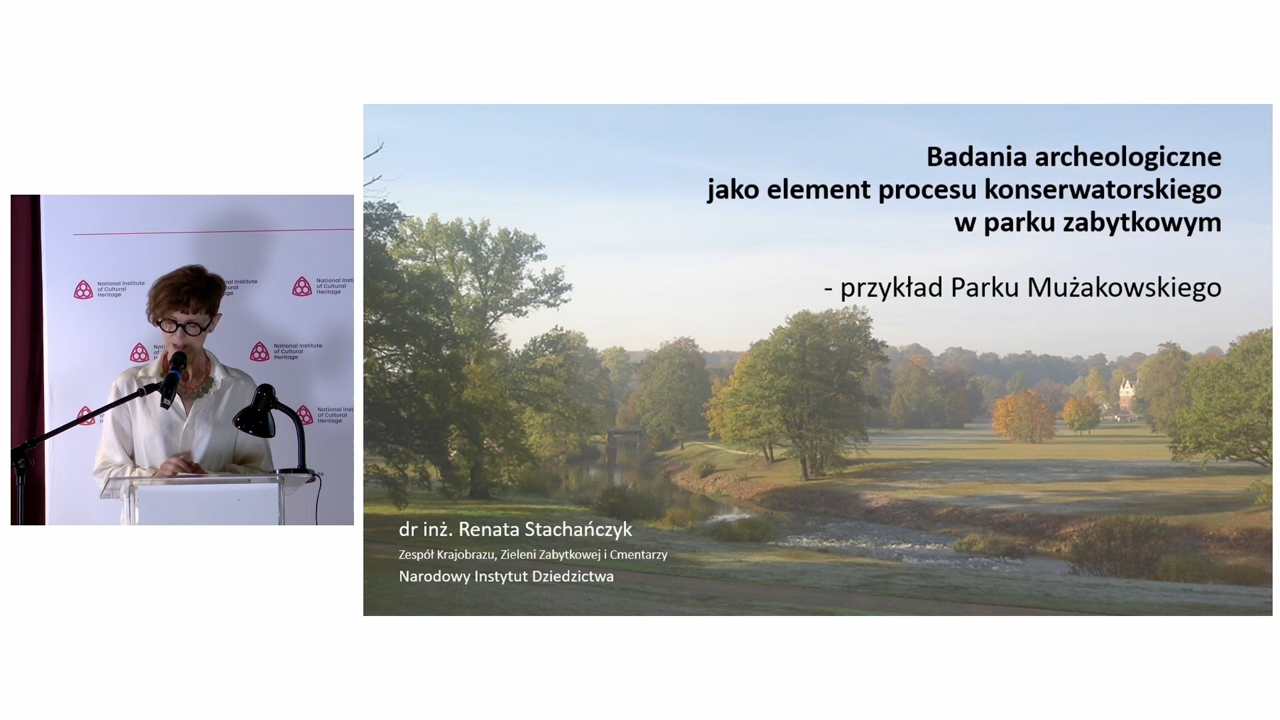 Badania archeologiczne
jako element procesu konserwatorskiego
w parku zabytkowym
- przykład Parku Mużakowskiego
dr inż. Renata Stachańczyk
Zespół Krajobrazu, Zieleni Zabytkowej i Cmentarzy
Narodowy Instytut Dziedzictwa
National Institute
of Cultural
Heritage
National Institute
of Cultural
Heritage
National Institute
of Cultural
Heritage